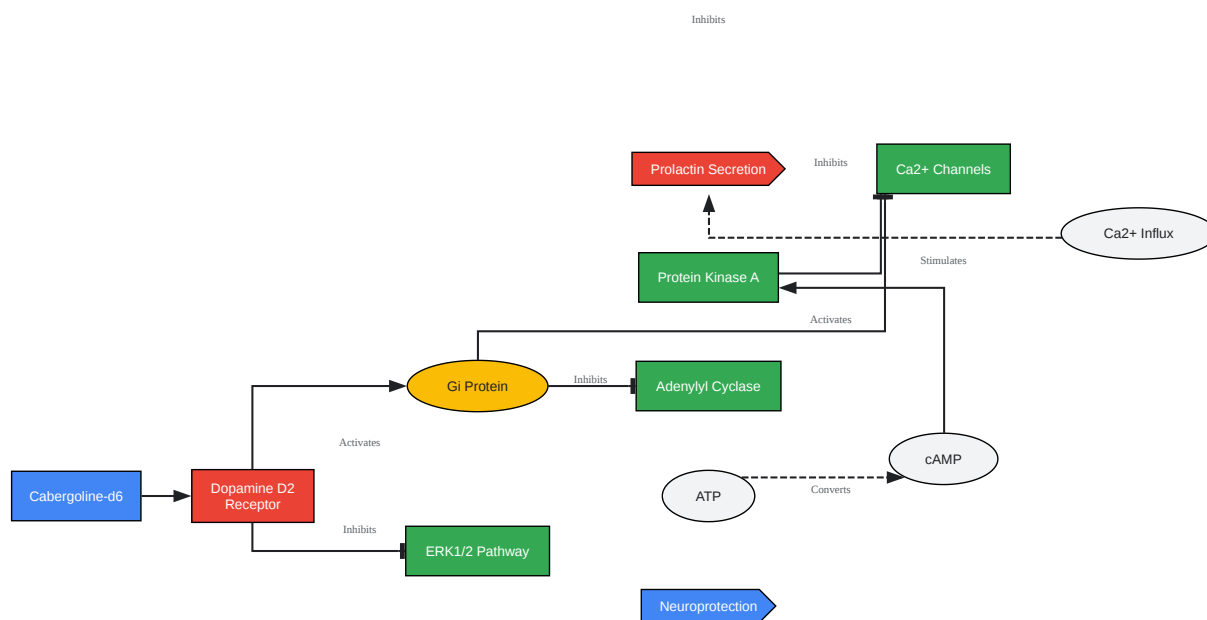 Inhibits
Prolactin Secretion
Inhibits
Ca2+ Channels
Ca2+ Influx
Stimulates
Protein Kinase A
Activates
Gi Protein
Inhibits
Adenylyl Cyclase
Activates
cAMP
Cabergoline-d6
Dopamine D2
Receptor
ATP
Converts
Inhibits
ERK1/2 Pathway
Neuroprotection